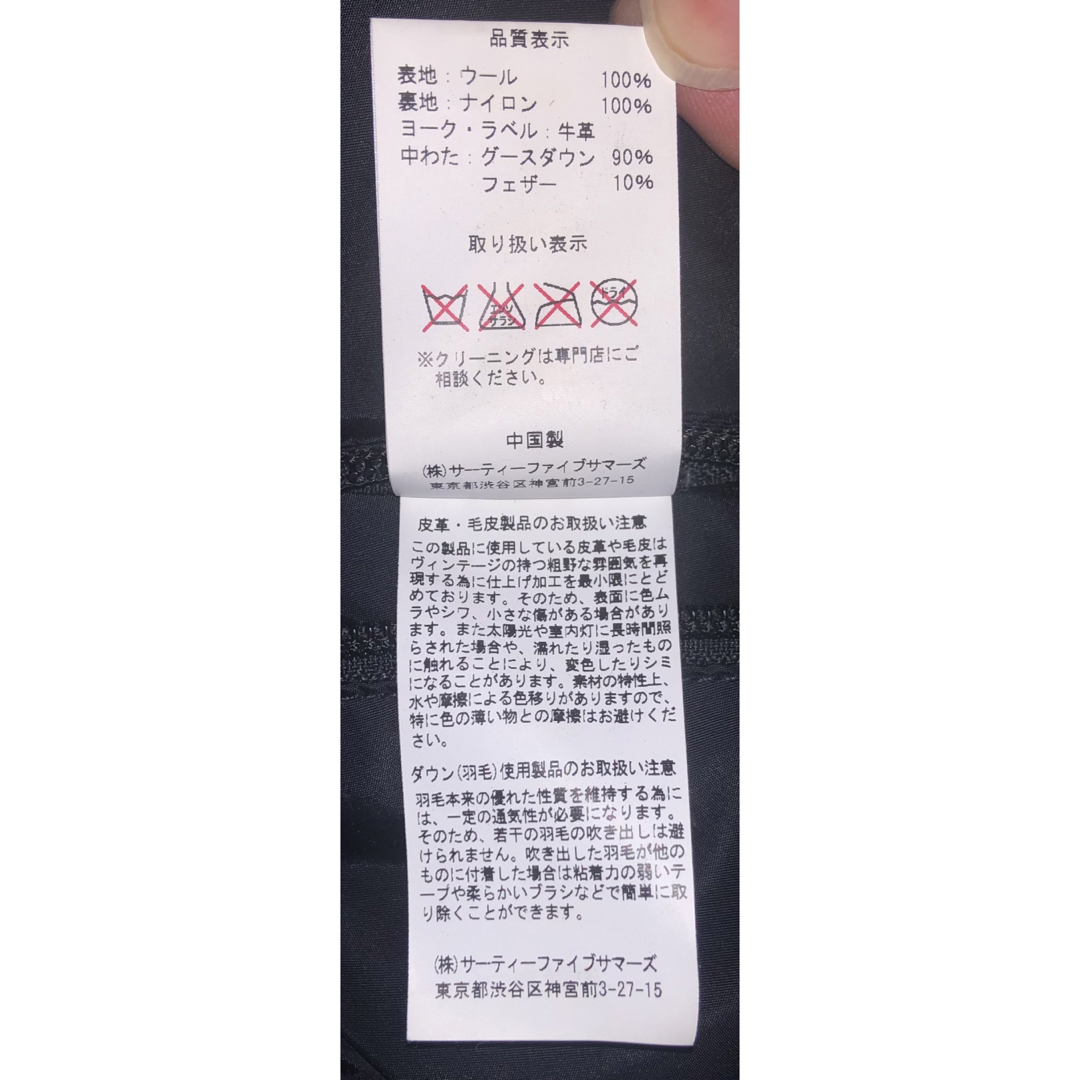 品質表示
表地：ウール 100%
裏地：ナイロン 100%
ヨーク・ラベル：牛革
中わた：グースダウン 90%
フェザー 10%
取り扱い表示
エンソ サラシ ドライ
※クリーニングは専門店にご
相談ください。
中国製
(株)サーティーファイブサマーズ
東京都渋谷区神宮前3-27-15
皮革・毛皮製品のお取扱い注意
この製品に使用している皮革や毛皮は
ヴィンテージの持つ粗野な雰囲気を再
現する為に仕上げ加工を最小限にとど
めております。そのため、表面に色ム
ラやシワ、小さな傷がある場合があり
ます。また太陽光や室内灯に長時間照
らされた場合や、濡れたり湿ったもの
に触れることにより、変色したりシミ
になることがあります。素材の特性上、
水や摩擦による色移りがありますので、
特に色の薄い物との摩擦はお避けくだ
さい。
ダウン(羽毛)使用製品のお取扱い注意
羽毛本来の優れた性質を維持する為に
は、一定の通気性が必要になります。
そのため、若干の羽毛の吹き出しは避
けられません。吹き出した羽毛が他の
ものに付着した場合は粘着力の弱いテ
ープや柔らかいブラシなどで簡単に取
り除くことができます。
(株)サーティーファイブサマーズ
東京都渋谷区神宮前3-27-15